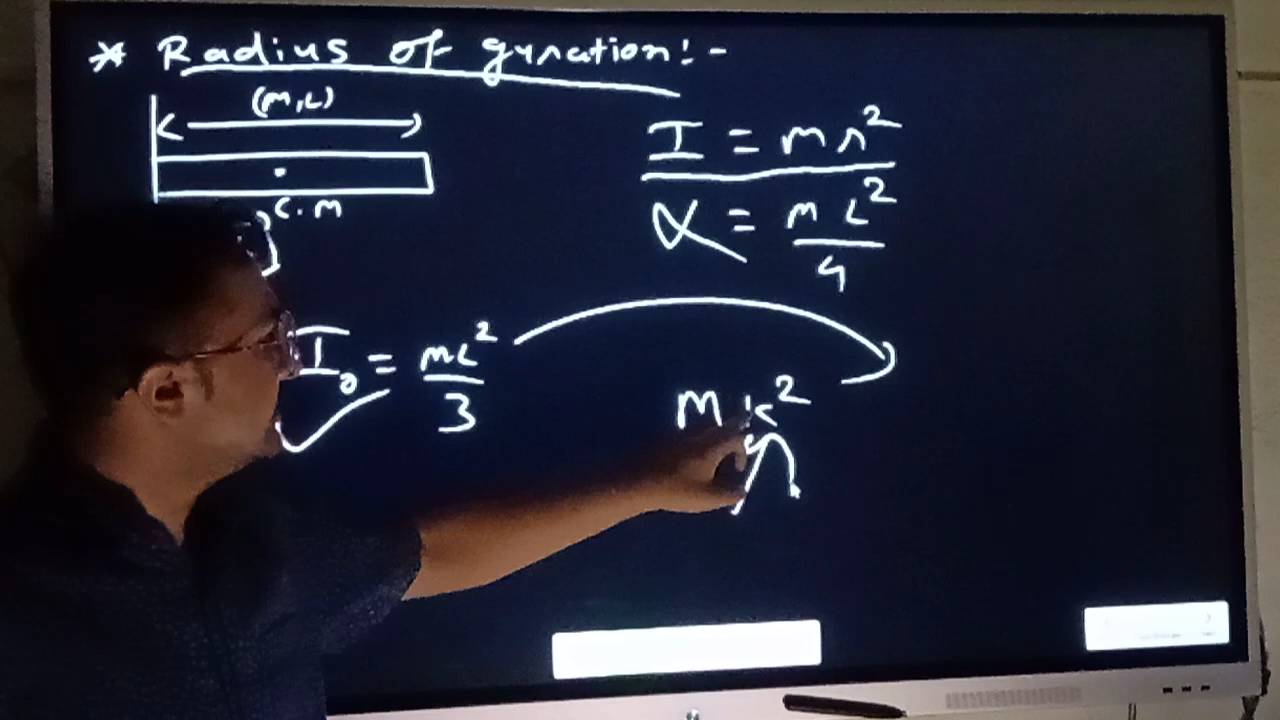 * Radius of gyration:-
(M,L)
C.M
I = mr²
α = mL²/4
I₀ = mL²/3
Mk²